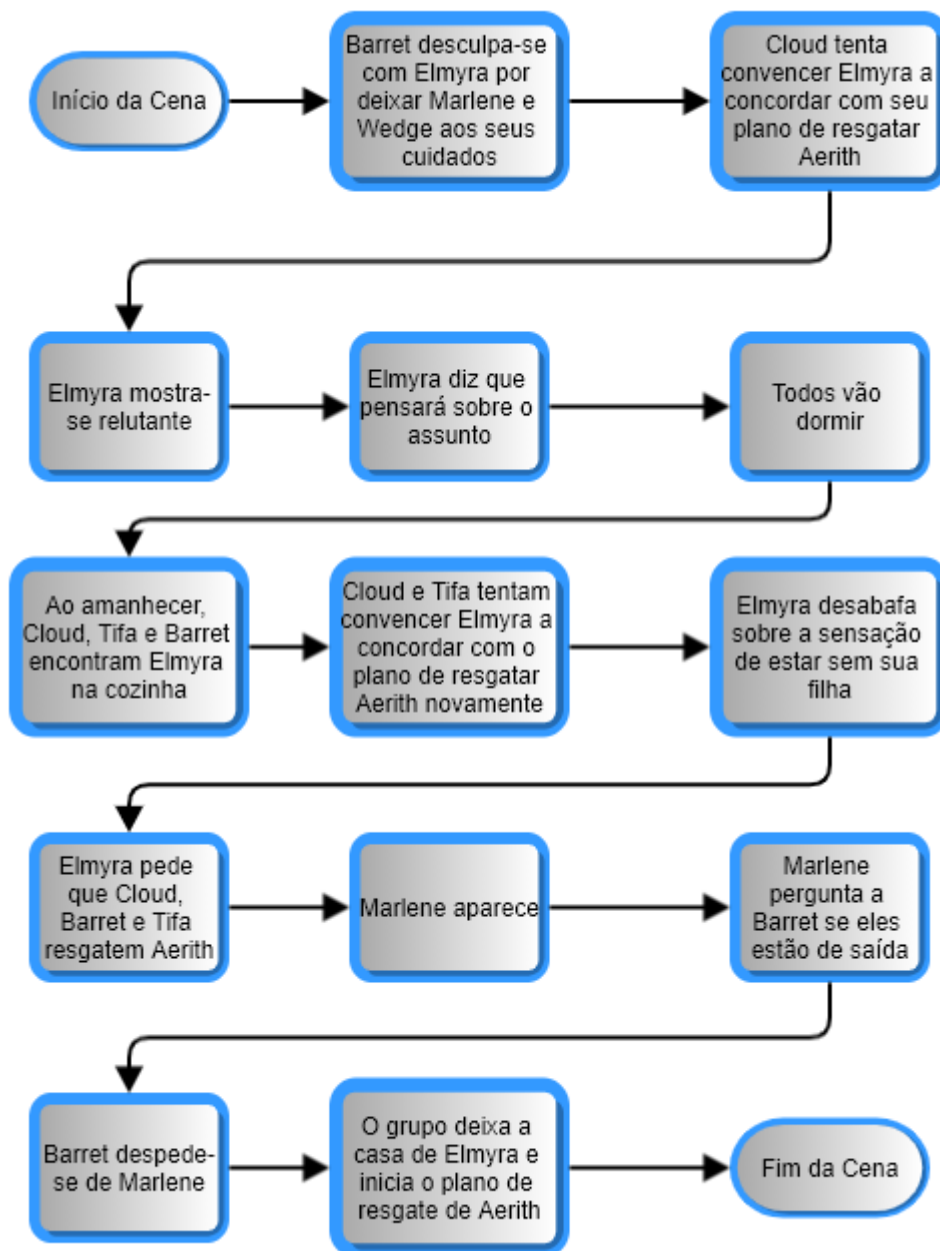 Início da Cena
Barret desculpa-se
com Elmyra por
deixar Marlene e
Wedge aos seus
cuidados
Cloud tenta
convencer Elmyra a
concordar com seu
plano de resgatar
Aerith
Elmyra mostra-
se relutante
Elmyra diz que
pensará sobre o
assunto
Todos vão
dormir
Ao amanhecer,
Cloud, Tifa e Barret
encontram Elmyra
na cozinha
Cloud e Tifa tentam
convencer Elmyra a
concordar com o
plano de resgatar
Aerith novamente
Elmyra desabafa
sobre a sensação
de estar sem sua
filha
Elmyra pede
que Cloud,
Barret e Tifa
resgatem Aerith
Marlene aparece
Marlene
pergunta a
Barret se eles
estão de saída
Barret despede-
se de Marlene
O grupo deixa a
casa de Elmyra e
inicia o plano de
resgate de Aerith
Fim da Cena